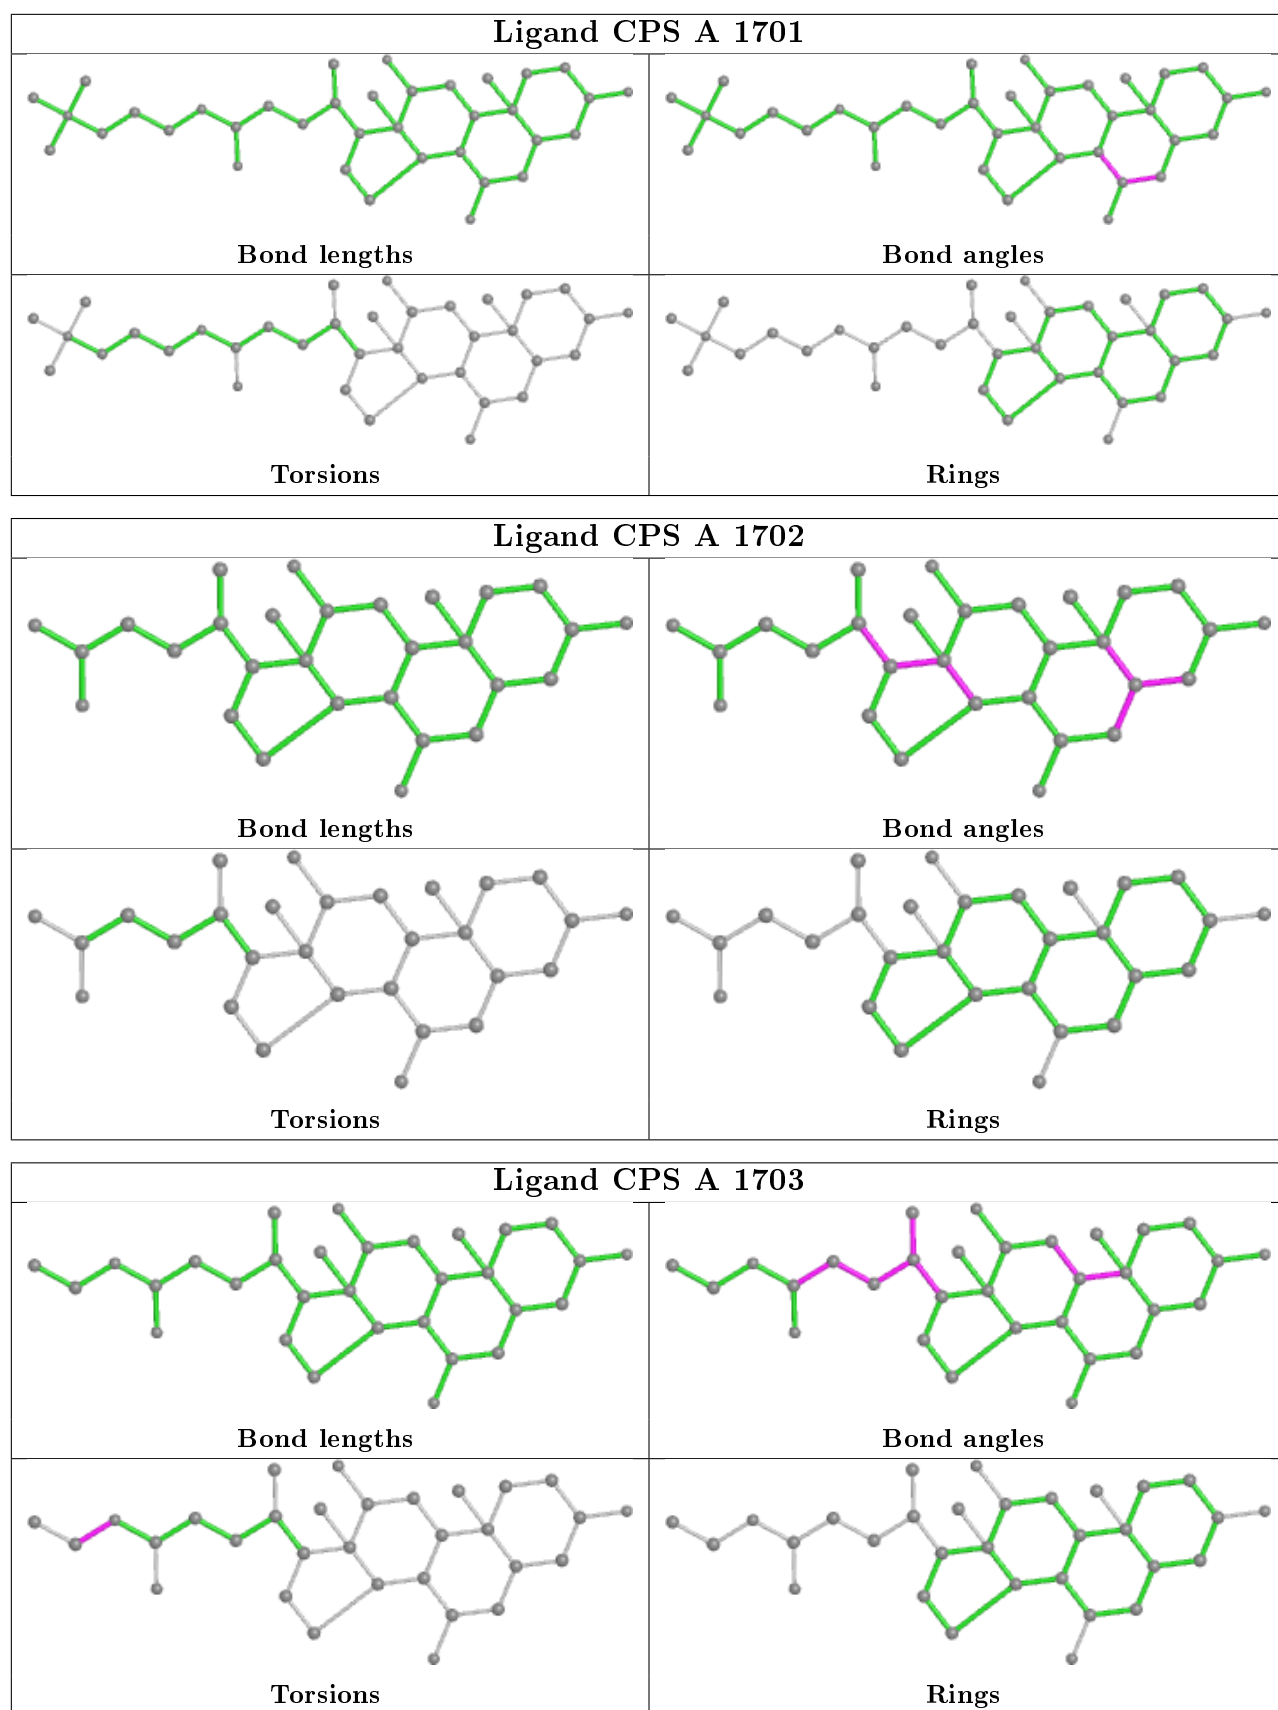 Ligand CPS A 1701
Bond lengths
Bond angles
Torsions
Rings
Ligand CPS A 1702
Bond lengths
Bond angles
Torsions
Rings
Ligand CPS A 1703
Bond lengths
Bond angles
Torsions
Rings